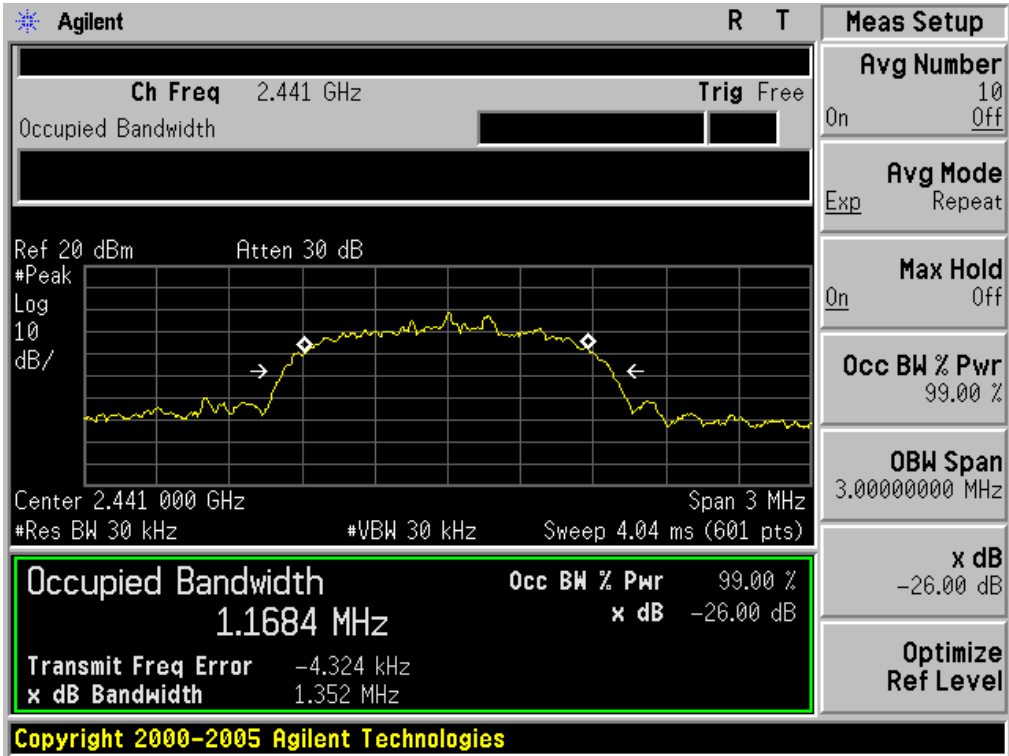 Agilent R T Meas Setup
Ch Freq 2.441 GHz Trig Free
Occupied Bandwidth
Avg Number
10
On Off
Avg Mode
Exp Repeat
Max Hold
On Off
Occ BW % Pwr
99.00 %
OBW Span
3.00000000 MHz
x dB
-26.00 dB
Optimize
Ref Level
Ref 20 dBm Atten 30 dB
#Peak
Log
10
dB/
Center 2.441 000 GHz Span 3 MHz
#Res BW 30 kHz #VBW 30 kHz Sweep 4.04 ms (601 pts)
Occupied Bandwidth Occ BW % Pwr 99.00 %
1.1684 MHz x dB -26.00 dB
Transmit Freq Error -4.324 kHz
x dB Bandwidth 1.352 MHz
Copyright 2000-2005 Agilent Technologies